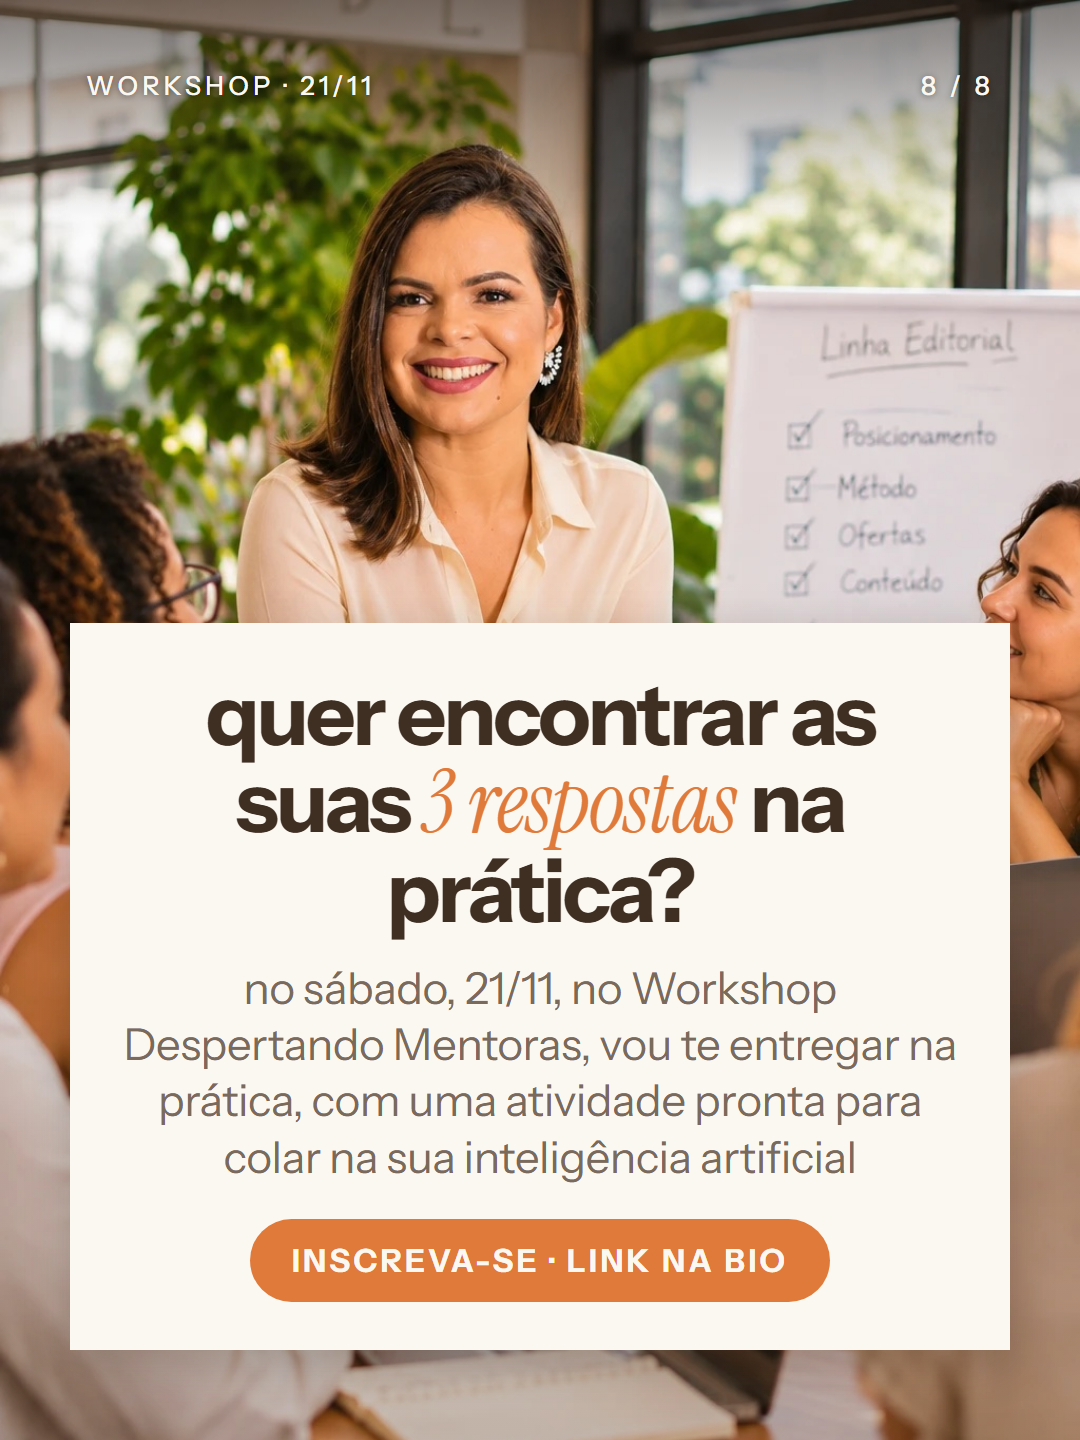 WORKSHOP · 21/11
8 / 8
Linha Editorial
Posicionamento
Método
Ofertas
Conteúdo
quer encontrar as
suas 3 respostas na
prática?
no sábado, 21/11, no Workshop
Despertando Mentoras, vou te entregar na
prática, com uma atividade pronta para
colar na sua inteligência artificial
INSCREVA-SE · LINK NA BIO